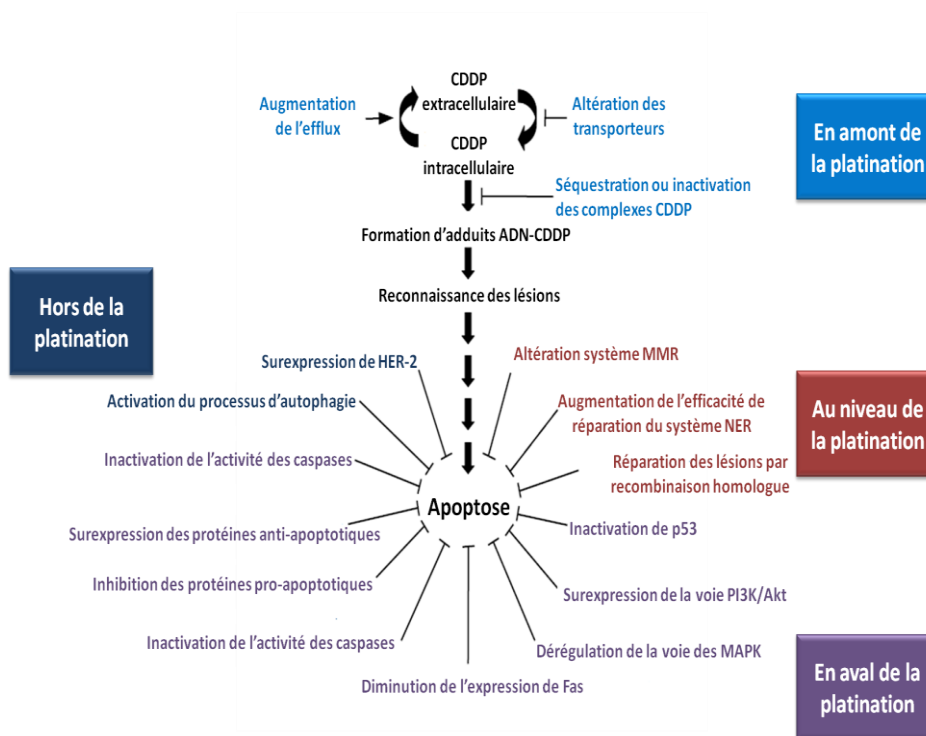 CDDP
extracellulaire
Augmentation
de l'efflux
Altération des
transporteurs
CDDP
intracellulaire
En amont de
la platination
Séquestration ou inactivation
des complexes CDDP
Formation d'adduits ADN-CDDP
Reconnaissance des lésions
Hors de la
platination
Surexpression de HER-2
Altération système MMR
Activation du processus d'autophagie
Augmentation de l'efficacité de
réparation du système NER
Au niveau de
la platination
Inactivation de l'activité des caspases
Réparation des lésions par
recombinaison homologue
Apoptose
Surexpression des protéines anti-apoptotiques
Inactivation de p53
Inhibition des protéines pro-apoptotiques
Surexpression de la voie PI3K/Akt
Inactivation de l'activité des caspases
Dérégulation de la voie des MAPK
Diminution de l'expression de Fas
En aval de la
platination